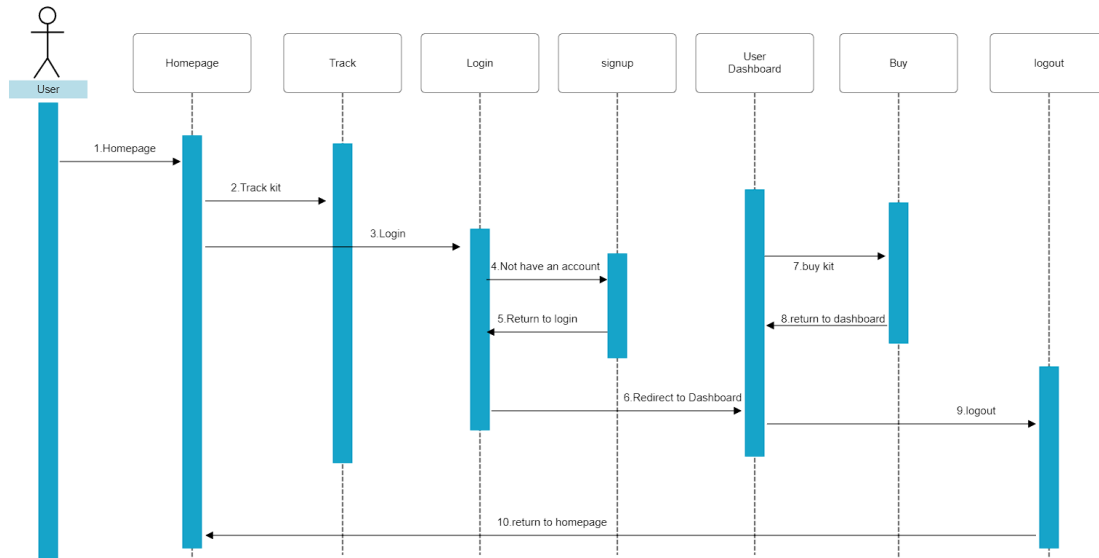 User
Homepage
Track
Login
signup
User
Dashboard
Buy
logout
1.Homepage
2.Track kit
3.Login
4.Not have an account
5.Return to login
6.Redirect to Dashboard
7.buy kit
8.return to dashboard
9.logout
10.return to homepage